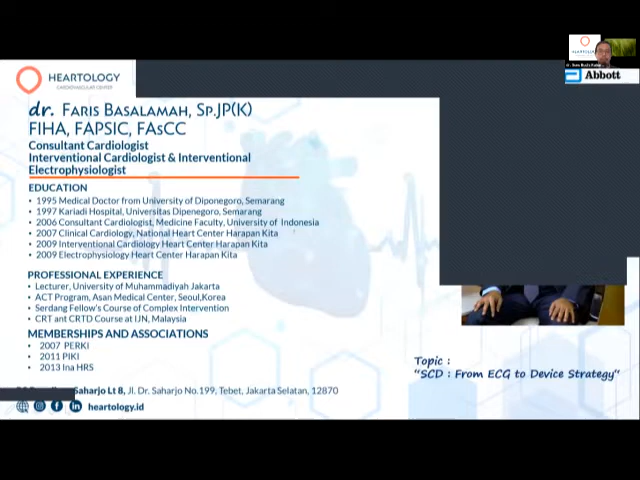 HEARTOLOGY
CARDIOVASCULAR CENTER
Abbott
dr. FARIS BASALAMAH, SP.JP(K)
FIHA, FAPSIC, FASCC
Consultant Cardiologist
Interventional Cardiologist & Interventional
Electrophysiologist
EDUCATION
• 1995 Medical Doctor from University of Diponegoro, Semarang
• 1997 Kariadi Hospital, Universitas Dipenegoro, Semarang
• 2006 Consultant Cardiologist, Medicine Faculty, University of Indonesia
• 2007 Clinical Cardiology, National Heart Center Harapan Kita
• 2009 Interventional Cardiology Heart Center Harapan Kita
• 2009 Electrophysiology Heart Center Harapan Kita
PROFESSIONAL EXPERIENCE
• Lecturer, University of Muhammadiyah Jakarta
• ACT Program, Asan Medical Center, Seoul,Korea
• Serdang Fellow's Course of Complex Intervention
• CRT ant CRTD Course at IJN, Malaysia
MEMBERSHIPS AND ASSOCIATIONS
• 2007 PERKI
• 2011 PIKI
• 2013 Ina HRS
Topic :
"SCD : From ECG to Device Strategy"
Saharjo Lt 8, Jl. Dr. Saharjo No.199, Tebet, Jakarta Selatan, 12870
heartology.id